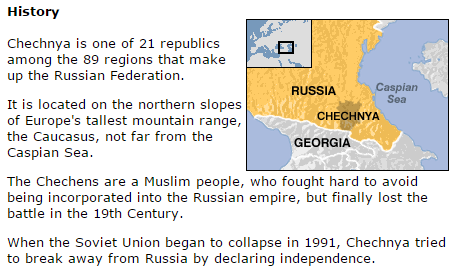 History
Chechnya is one of 21 republics
among the 89 regions that make
up the Russian Federation.
It is located on the northern slopes
of Europe's tallest mountain range,
the Caucasus, not far from the
Caspian Sea.
RUSSIA
Caspian
Sea
CHECHNYA
GEORGIA
The Chechens are a Muslim people, who fought hard to avoid
being incorporated into the Russian empire, but finally lost the
battle in the 19th Century.
When the Soviet Union began to collapse in 1991, Chechnya tried
to break away from Russia by declaring independence.